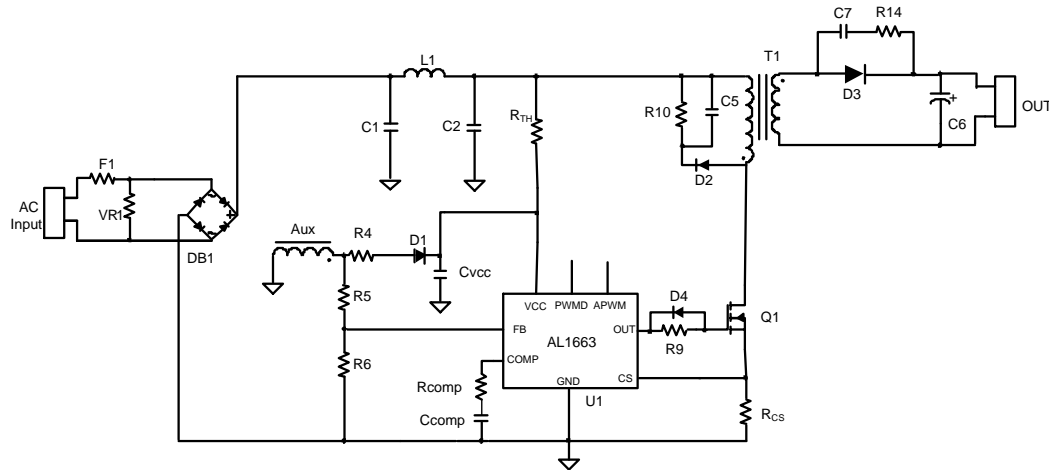 C7
R14
T1
L1
D3
C5
R10
RTH
C1
C2
+
C6
OUT
F1
D2
AC
Input
VR1
~
+
~
-
DB1
Aux
R4
D1
Cvcc
R5
VCC
PWMD
APWM
D4
Q1
FB
OUT
AL1663
R9
R6
COMP
CS
Rcomp
GND
U1
RCS
Ccomp